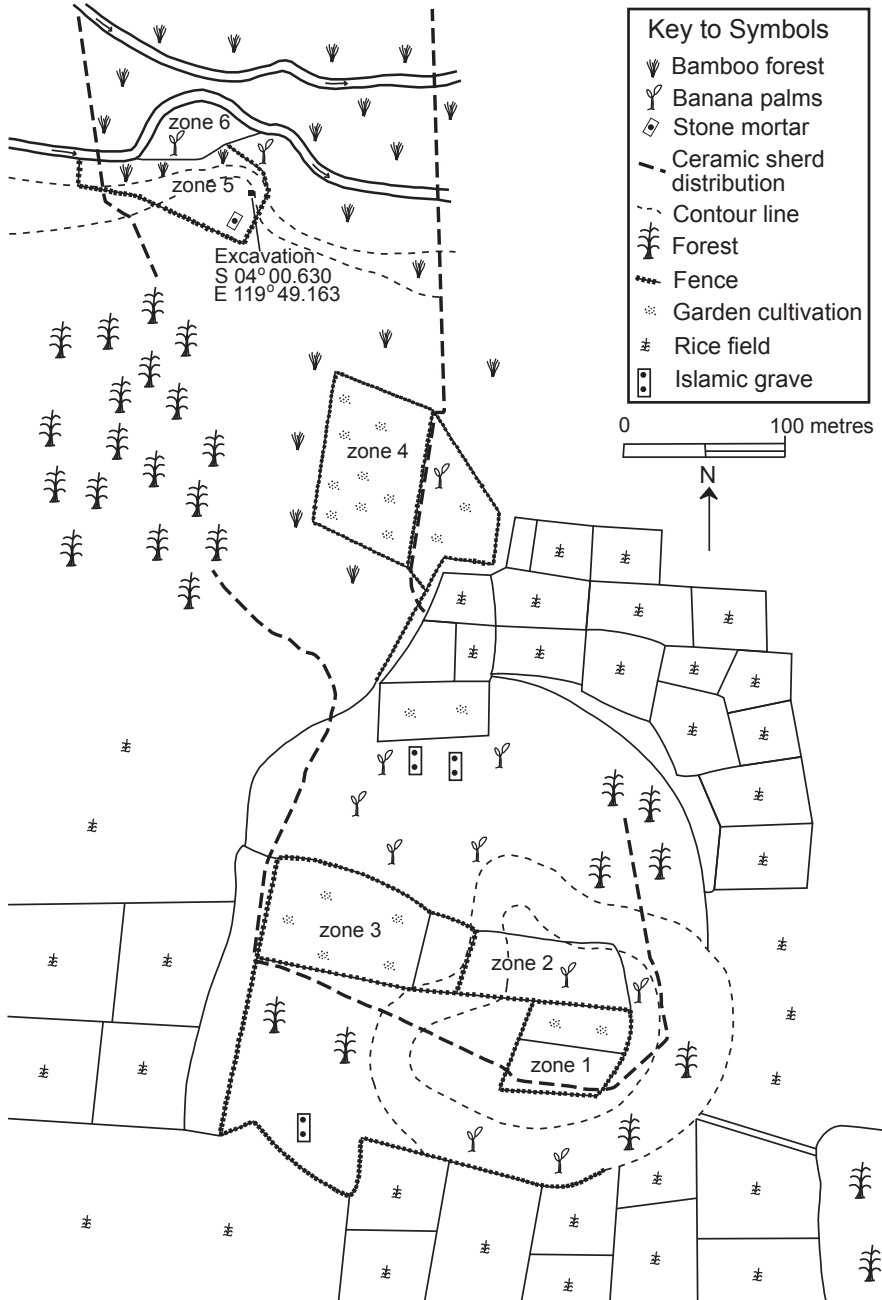 Key to Symbols
Bamboo forest
Banana palms
Stone mortar
Ceramic sherd
distribution
Contour line
Forest
Fence
Garden cultivation
Rice field
Islamic grave
0 100 metres
N
zone 6
zone 5
Excavation
S 04° 00.630
E 119° 49.163
zone 4
zone 3
zone 2
zone 1